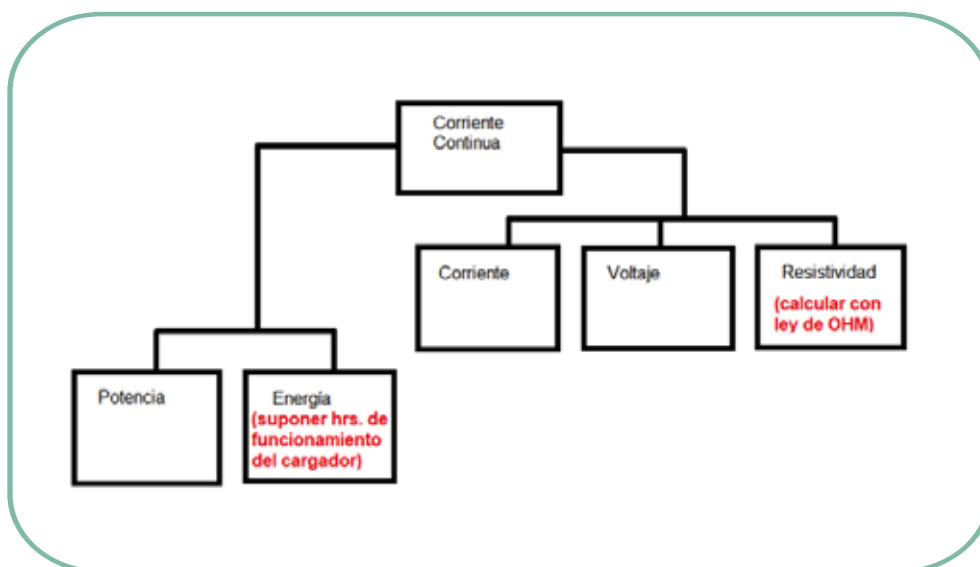 Corriente
Continua
Corriente
Voltaje
Resistividad
(calcular con
ley de OHM)
Potencia
Energía
(suponer hrs. de
funcionamiento
del cargador)